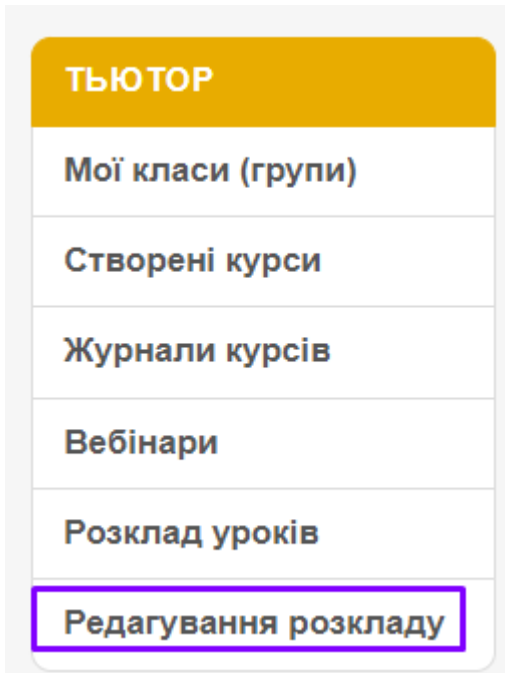 ТЬЮТОР
Мої класи (групи)
Створені курси
Журнали курсів
Вебінари
Розклад уроків
Редагування розкладу